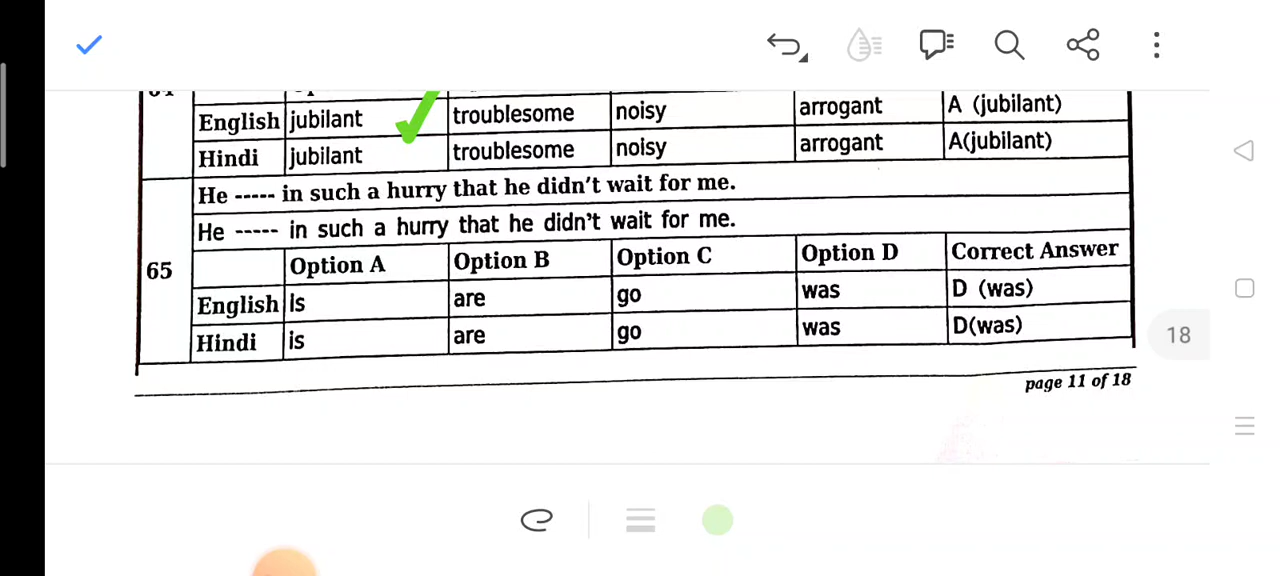 English jubilant troublesome noisy arrogant A (jubilant)
Hindi jubilant troublesome noisy arrogant A(jubilant)
He ----- in such a hurry that he didn't wait for me.
He ----- in such a hurry that he didn't wait for me.
65 Option A Option B Option C Option D Correct Answer
English is are go was D (was)
Hindi is are go was D(was)
18
page 11 of 18